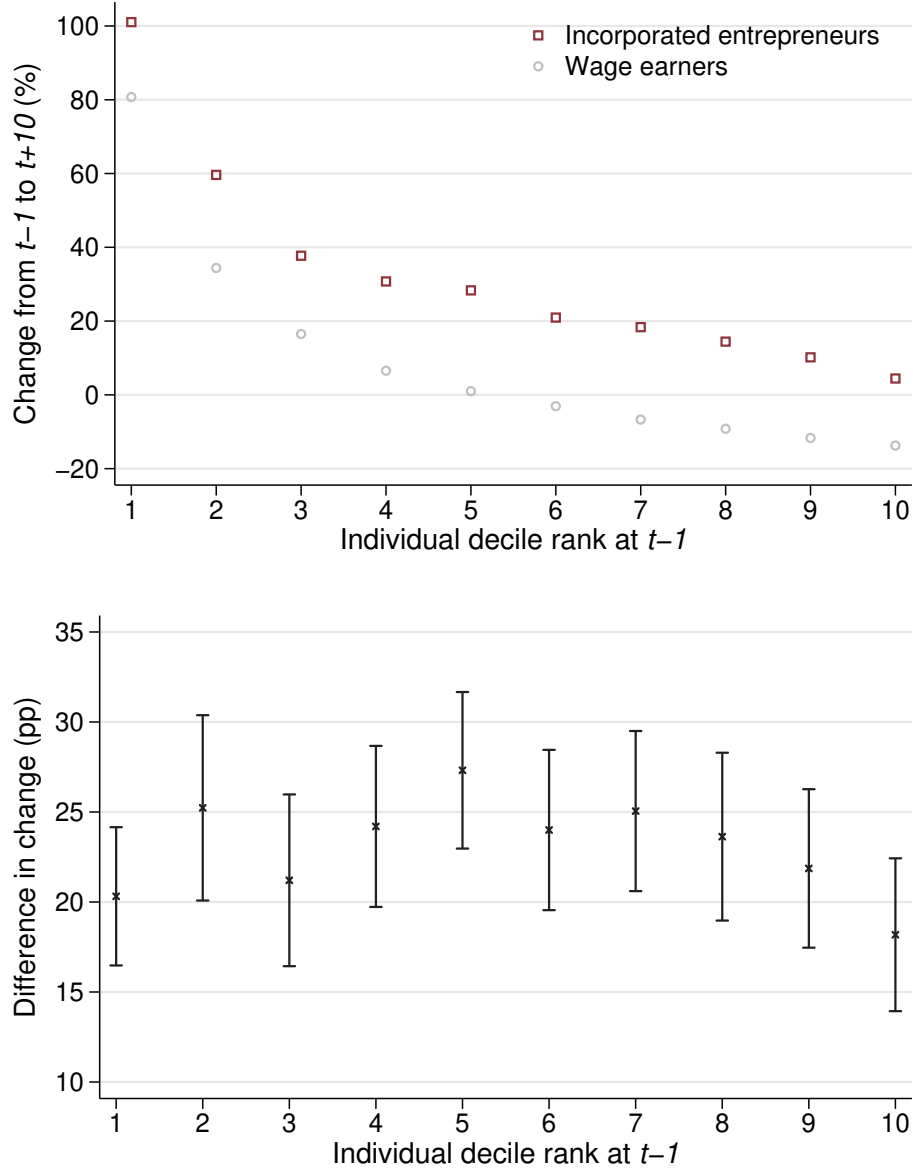 Change from t−1 to t+10 (%)
100
80
60
40
20
0
−20
Incorporated entrepreneurs
Wage earners
1 2 3 4 5 6 7 8 9 10
Individual decile rank at t−1
Difference in change (pp)
35
30
25
20
15
10
1 2 3 4 5 6 7 8 9 10
Individual decile rank at t−1